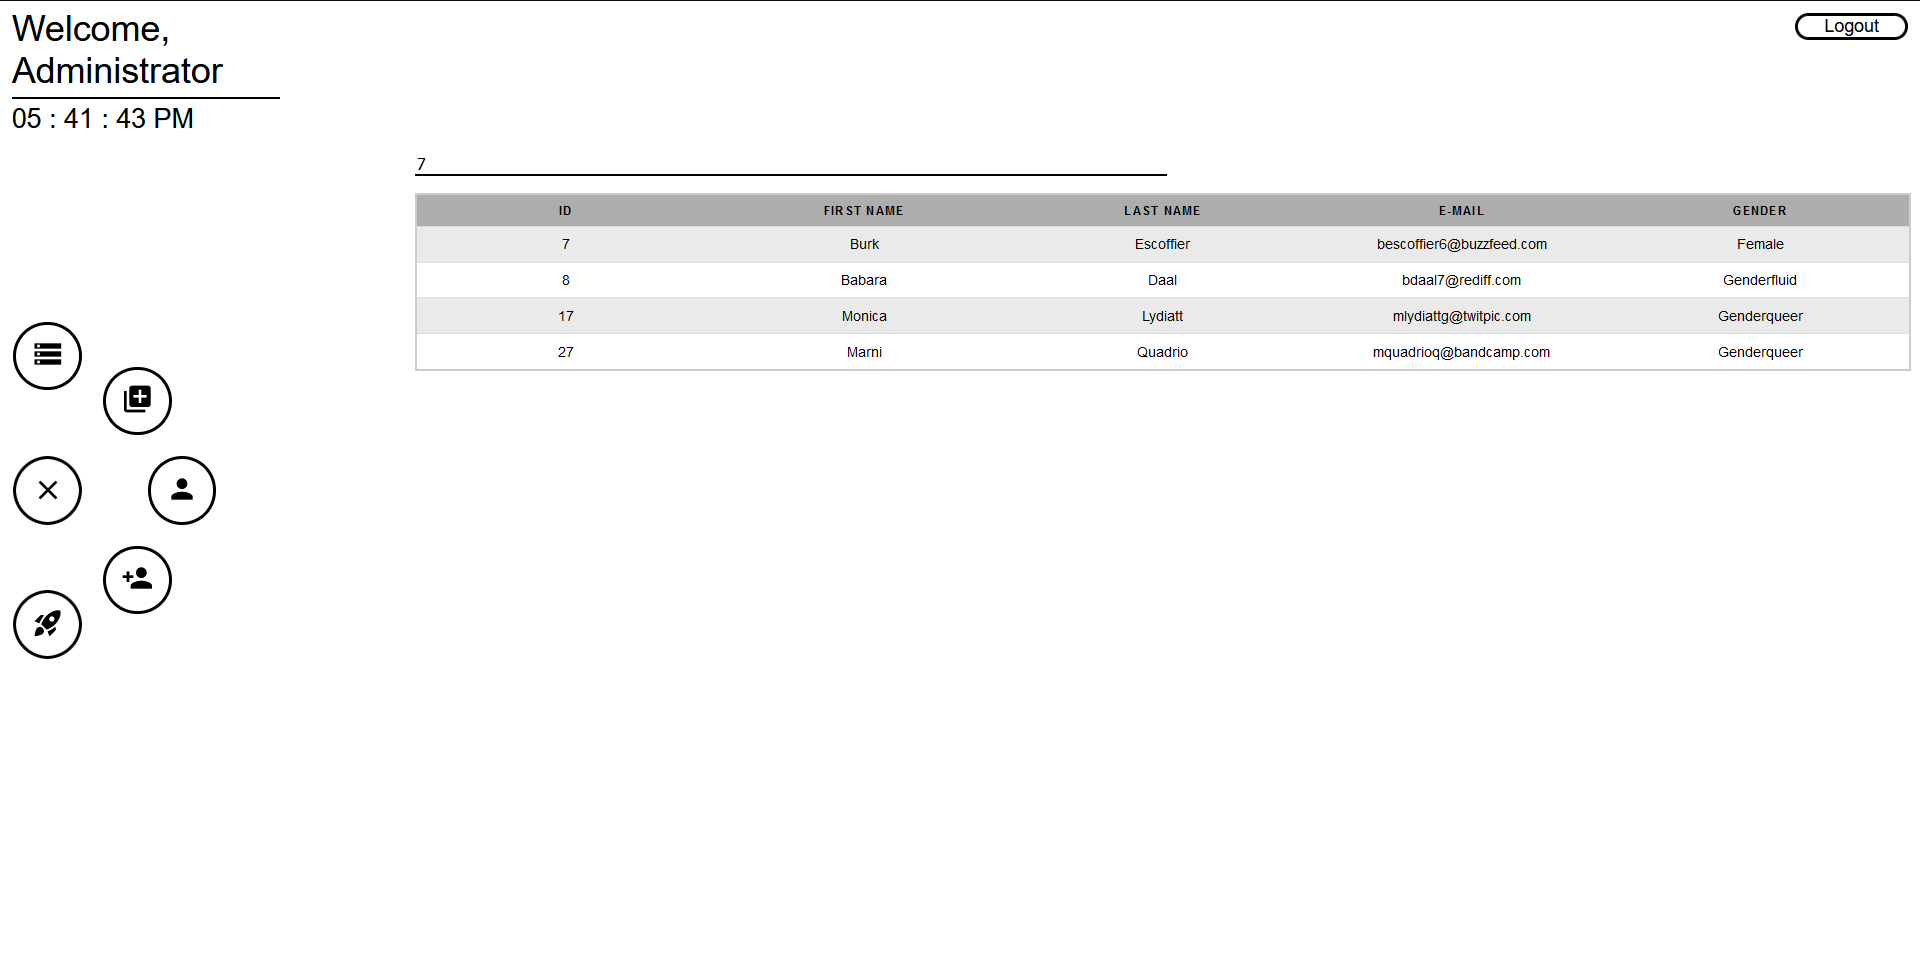 Welcome,
Administrator
Logout
05 : 41 : 43 PM
7
ID FIRST NAME LAST NAME E-MAIL GENDER
7 Burk Escoffier bescoffier6@buzzfeed.com Female
8 Babara Daal bdaal7@rediff.com Genderfluid
17 Monica Lydiatt mlydiattg@twitpic.com Genderqueer
27 Marni Quadrio mquadrioq@bandcamp.com Genderqueer